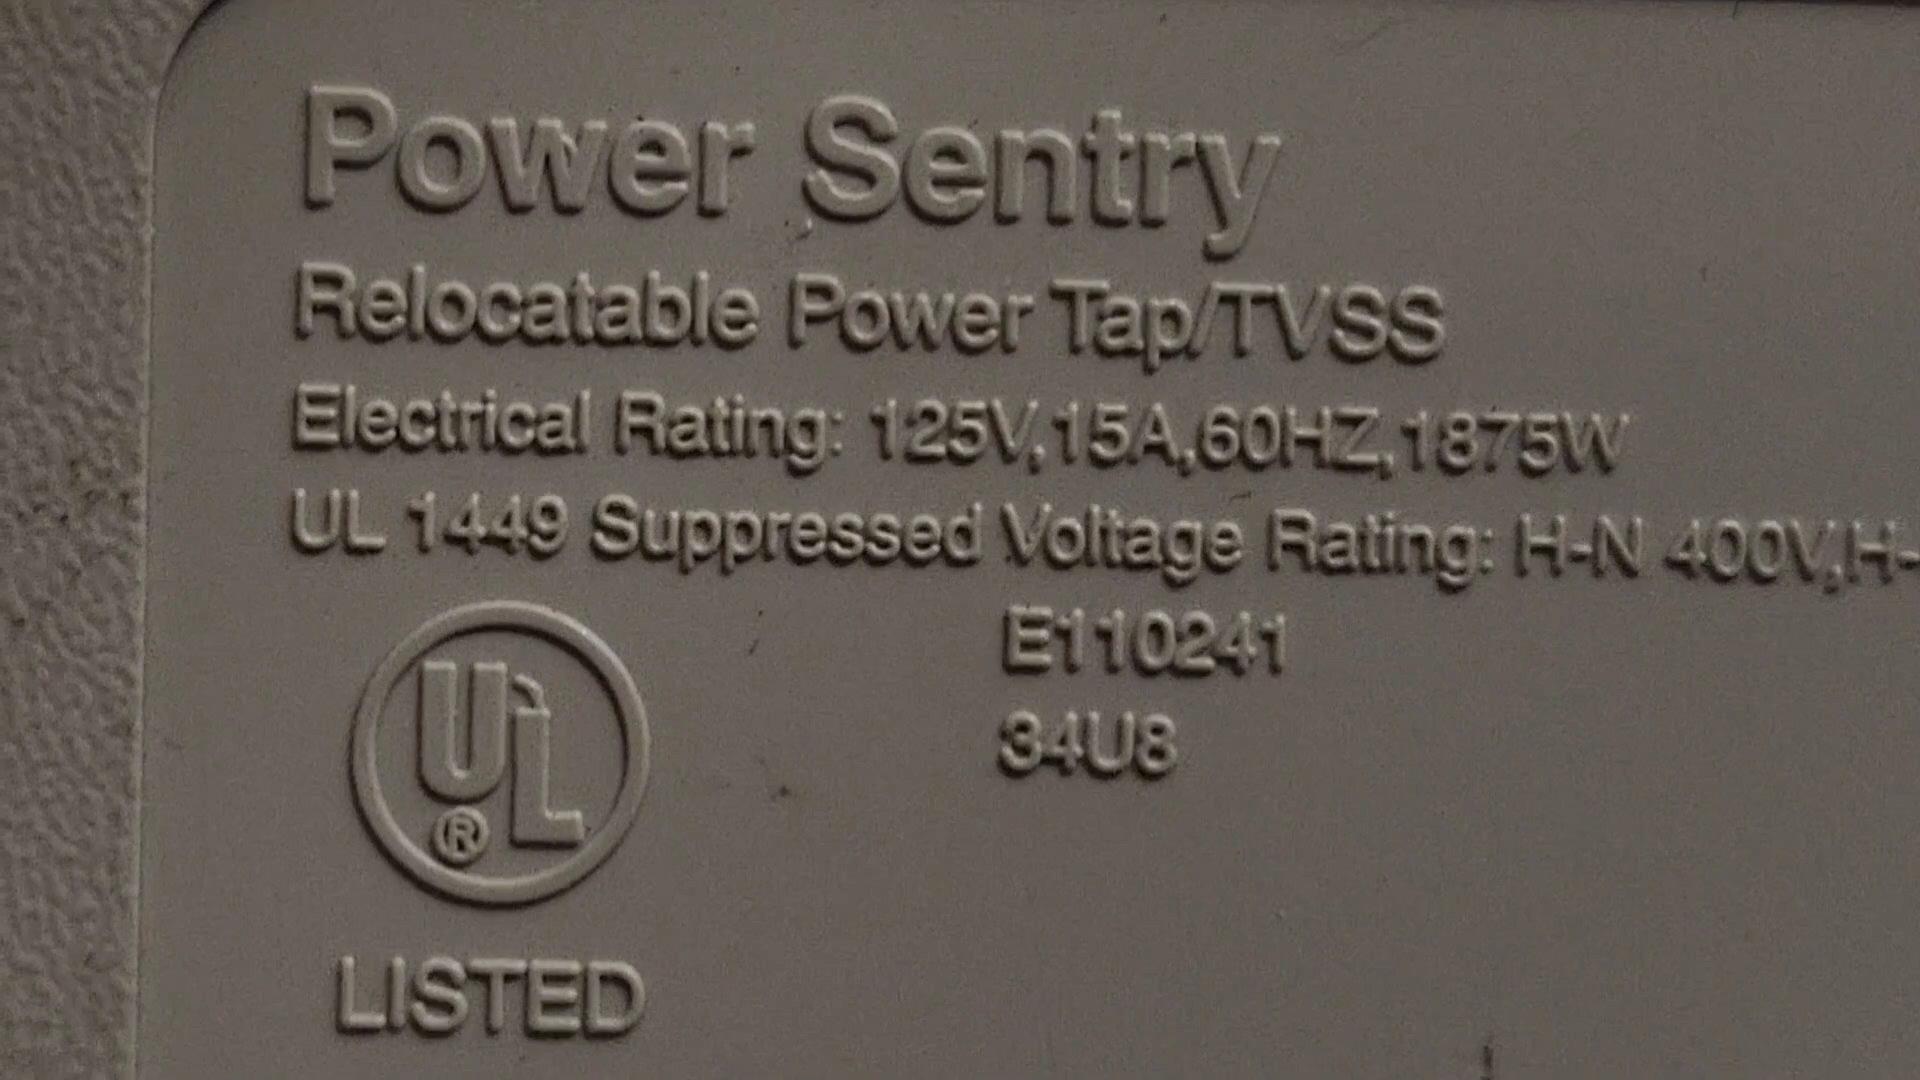 Power Sentry
Relocatable Power Tap/TVSS
Electrical Rating: 125V,15A,60HZ,1875W
UL 1449 Suppressed Voltage Rating: H-N 400V,H-
E110241
34U8
UL
®
LISTED